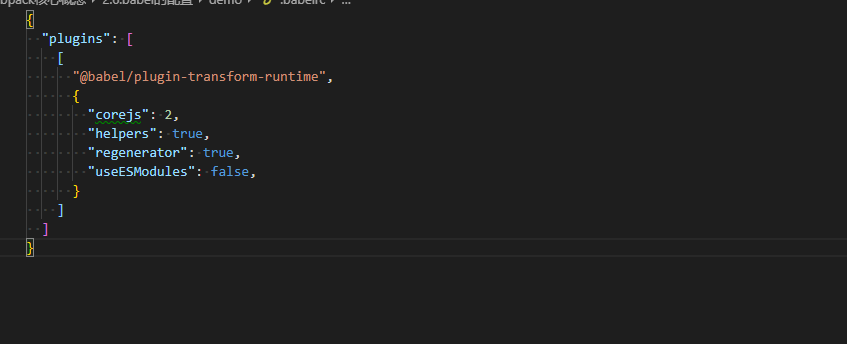 bpack核心概念 > 2.6.babel的配置 > demo > .babelrc > ...
{
  "plugins": [
    [
      "@babel/plugin-transform-runtime",
      {
        "corejs": 2,
        "helpers": true,
        "regenerator": true,
        "useESModules": false,
      }
    ]
  ]
}